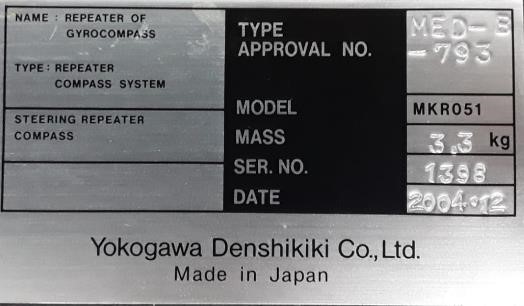 NAME : REPEATER OF
GYROCOMPASS
TYPE : REPEATER
COMPASS SYSTEM
STEERING REPEATER
COMPASS
TYPE
APPROVAL NO.
MED-B
-793
MODEL
MKR051
MASS
3,3 kg
SER. NO.
1398
DATE
2004.12
Yokogawa Denshikiki Co.,Ltd.
Made in Japan